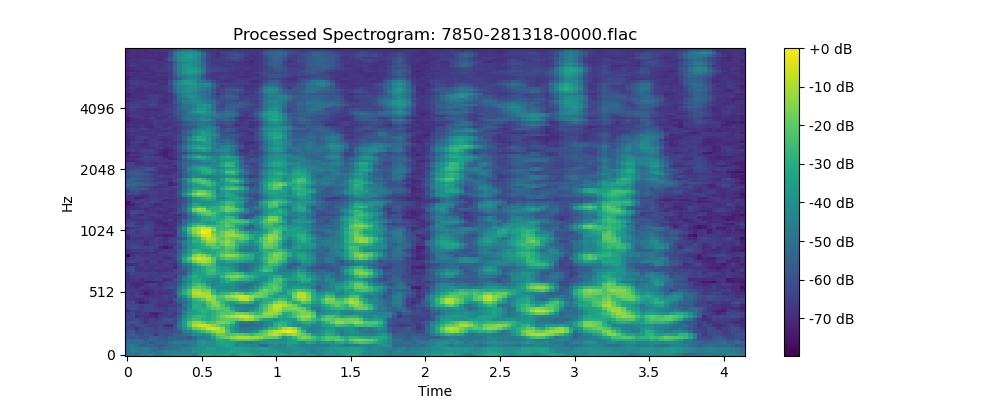 Processed Spectrogram: 7850-281318-0000.flac
+0 dB
-10 dB
-20 dB
-30 dB
-40 dB
-50 dB
-60 dB
-70 dB
Hz
4096
2048
1024
512
0
0 0.5 1 1.5 2 2.5 3 3.5 4
Time